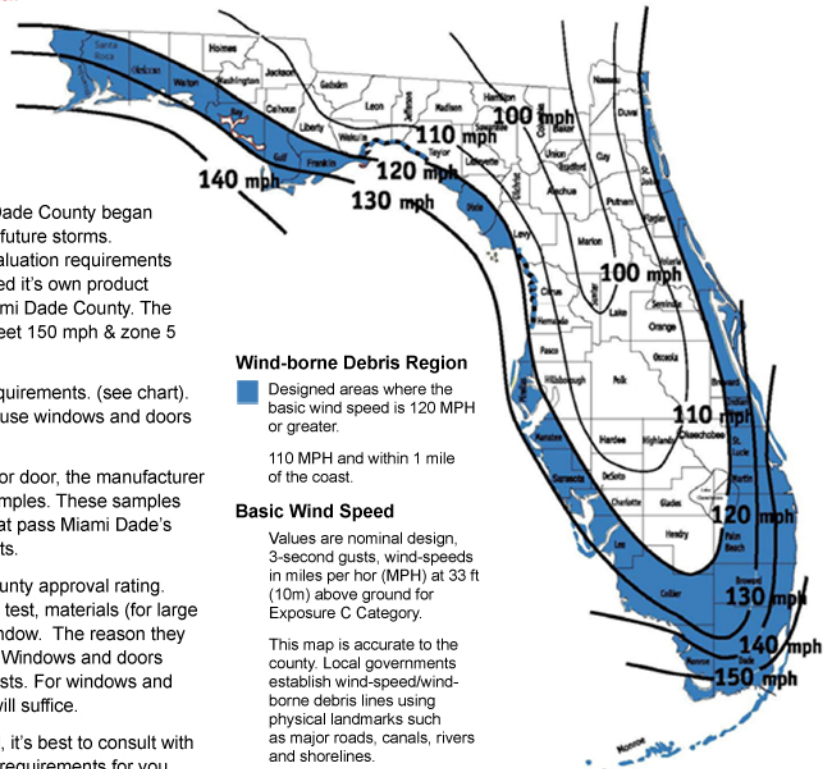 Dade County began
future storms.
aluation requirements
ed it's own product
ami Dade County. The
eet 150 mph & zone 5
quirements. (see chart).
use windows and doors
or door, the manufacturer
mples. These samples
at pass Miami Dade's
ts.
unty approval rating.
test, materials (for large
ndow. The reason they
Windows and doors
sts. For windows and
vill suffice.
, it's best to consult with
requirements for you
Wind-borne Debris Region
Designed areas where the
basic wind speed is 120 MPH
or greater.
110 MPH and within 1 mile
of the coast.
Basic Wind Speed
Values are nominal design,
3-second gusts, wind-speeds
in miles per hor (MPH) at 33 ft
(10m) above ground for
Exposure C Category.
This map is accurate to the
county. Local governments
establish wind-speed/wind-
borne debris lines using
physical landmarks such
as major roads, canals, rivers
and shorelines.
Santa
Rosa
Okaloosa
Walton
Holmes
Washington
Jackson
Bay
Calhoun
Gulf
Liberty
Gadsden
Franklin
Leon
Wakulla
Jefferson
Madison
Taylor
Hamilton
Suwannee
Lafayette
Dixie
Columbia
Baker
Union
Bradford
Gilchrist
Alachua
Levy
Nassau
Duval
Clay
St.
Johns
Putnam
Flagler
Marion
Volusia
Citrus
Sumter
Lake
Hernando
Seminole
Orange
Pasco
Osceola
Hillsborough
Polk
Pinellas
Brevard
Indian
Manatee
Hardee
Highlands
Okeechobee
St.
Lucie
Sarasota
DeSoto
Martin
Charlotte
Glades
Lee
Hendry
Palm
Beach
Collier
Broward
Monroe
Dade
Monroe
140 mph
130 mph
120 mph
110 mph
100 mph
100 mph
110 mph
120 mph
130 mph
140 mph
150 mph